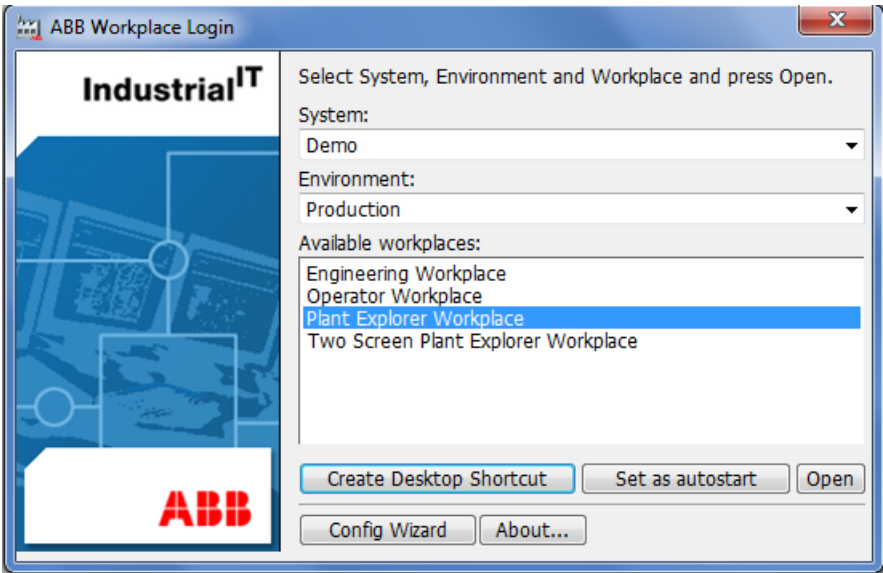 ABB Workplace Login
Industrial IT
Select System, Environment and Workplace and press Open.
System:
Demo
Environment:
Production
Available workplaces:
Engineering Workplace
Operator Workplace
Plant Explorer Workplace
Two Screen Plant Explorer Workplace
Create Desktop Shortcut Set as autostart Open
ABB
Config Wizard About...